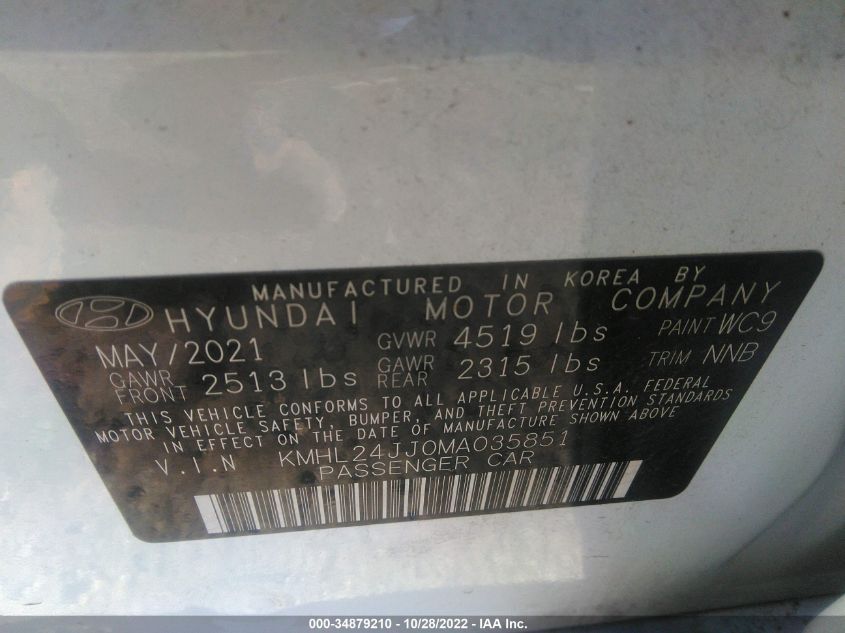 MANUFACTURED IN KOREA BY
HYUNDAI MOTOR COMPANY
MAY/2021 GVWR 4519 lbs PAINT WC9
GAWR FRONT 2513 lbs GAWR REAR 2315 lbs TRIM NNB
THIS VEHICLE CONFORMS TO ALL APPLICABLE U.S.A. FEDERAL
MOTOR VEHICLE SAFETY, BUMPER, AND THEFT PREVENTION STANDARDS
IN EFFECT ON THE DATE OF MANUFACTURE SHOWN ABOVE
V.I.N KMHL24JJ0MA035851
PASSENGER CAR
000-34879210 - 10/28/2022 - IAA Inc.